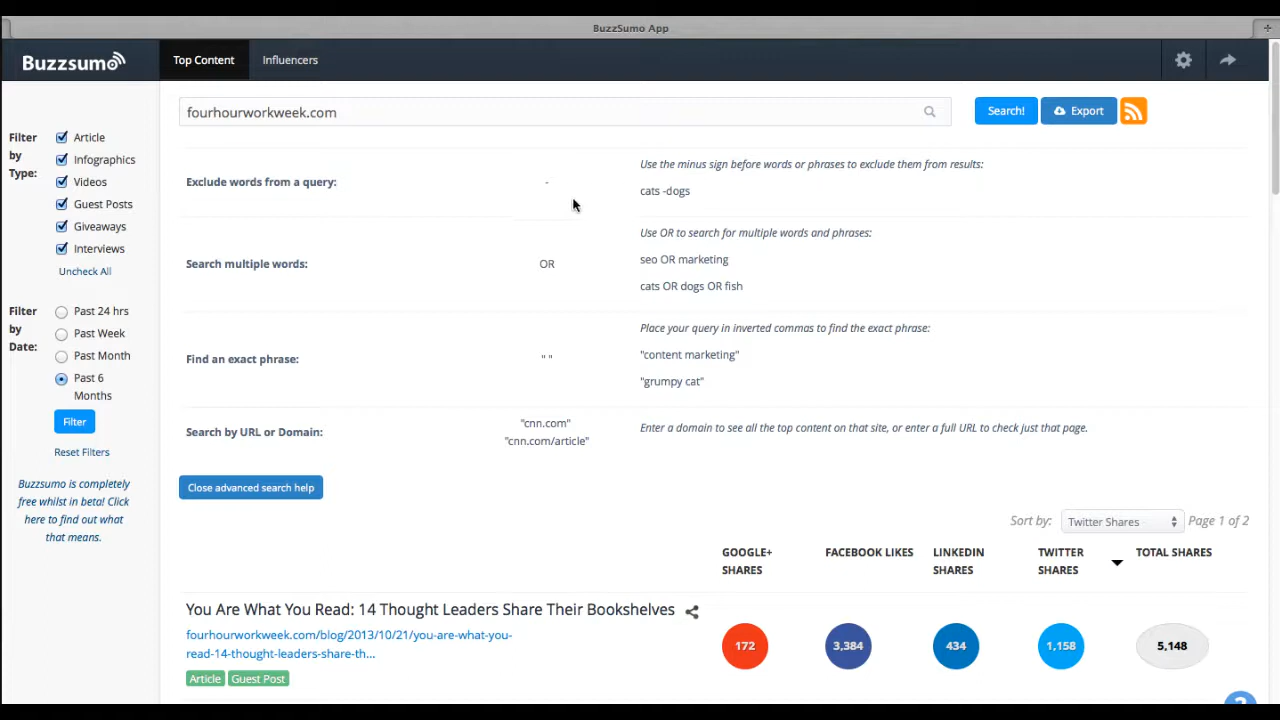 BuzzSumo App
+
Buzzsumo
Top Content
Influencers
fourhourworkweek.com
Search!
Export
Filter by Type:
Article
Infographics
Videos
Guest Posts
Giveaways
Interviews
Uncheck All
Filter by Date:
Past 24 hrs
Past Week
Past Month
Past 6
Months
Filter
Reset Filters
Buzzsumo is completely
free whilst in beta! Click
here to find out what
that means.
Exclude words from a query:
-
Use the minus sign before words or phrases to exclude them from results:
cats -dogs
Search multiple words:
OR
Use OR to search for multiple words and phrases:
seo OR marketing
cats OR dogs OR fish
Find an exact phrase:
" "
Place your query in inverted commas to find the exact phrase:
"content marketing"
"grumpy cat"
Search by URL or Domain:
"cnn.com"
"cnn.com/article"
Enter a domain to see all the top content on that site, or enter a full URL to check just that page.
Close advanced search help
Sort by:
Twitter Shares
Page 1 of 2
GOOGLE+
SHARES
FACEBOOK LIKES
LINKEDIN
SHARES
TWITTER
SHARES
TOTAL SHARES
You Are What You Read: 14 Thought Leaders Share Their Bookshelves
fourhourworkweek.com/blog/2013/10/21/you-are-what-you-
read-14-thought-leaders-share-th...
Article
Guest Post
172
3,384
434
1,158
5,148
?